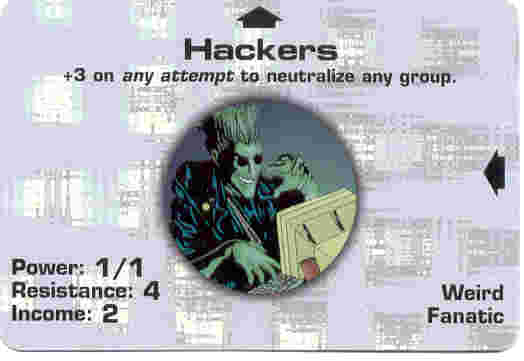 Hackers
+3 on any attempt to neutralize any group.
Power: 1/1
Resistance: 4
Income: 2
Weird
Fanatic